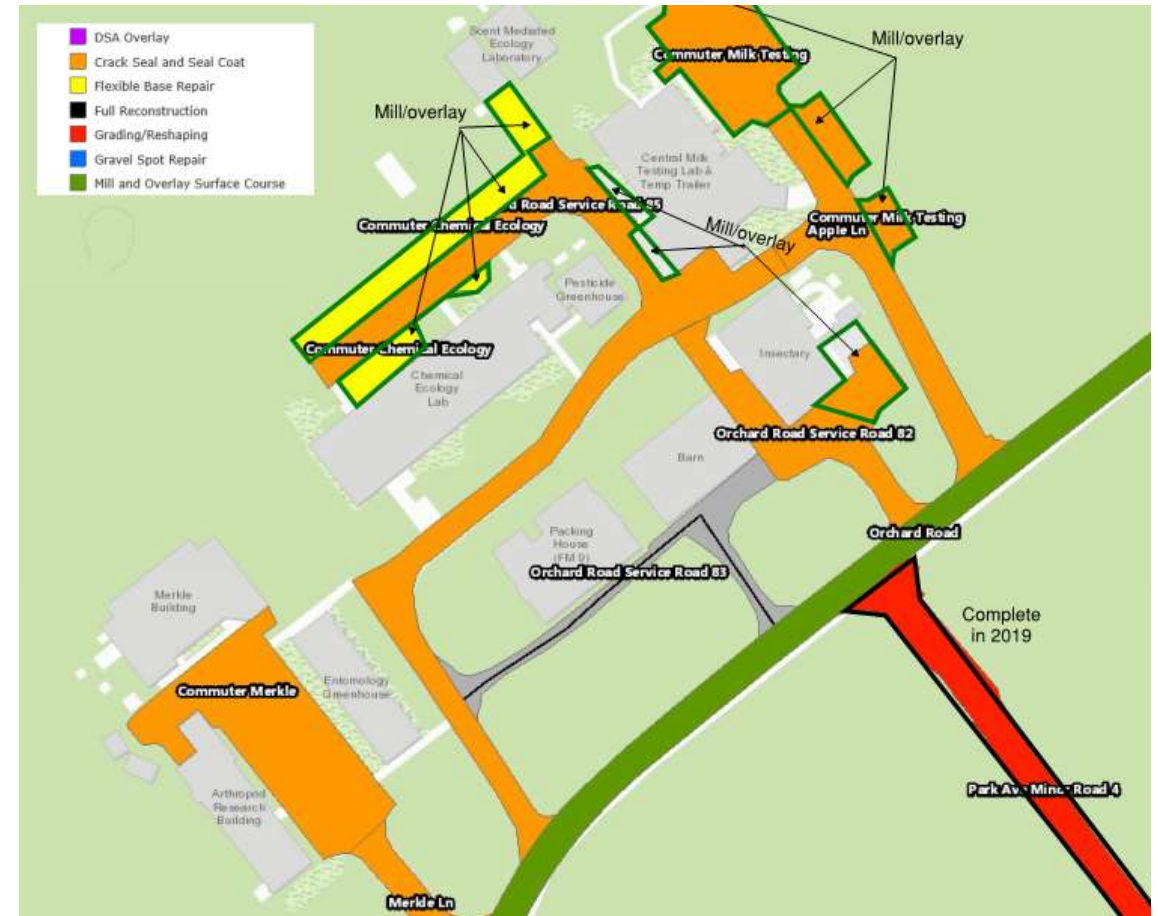 DSA Overlay
Crack Seal and Seal Coat
Flexible Base Repair
Full Reconstruction
Grading/Reshaping
Gravel Spot Repair
Mill and Overlay Surface Course
Scent Mediated
Ecology
Laboratory
Commuter Milk Testing
Mill/overlay
Mill/overlay
Central Milk
Testing Lab &
Temp Trailer
d Road Service Road 85
Commuter Chemical Ecology
Mill/overlay
Commuter Milk Testing
Apple Ln
Pesticide
Greenhouse
Commuter Chemical Ecology
Insectary
Chemical
Ecology
Lab
Orchard Road Service Road 82
Barn
Packing
House
(FM 9)
Orchard Road
Orchard Road Service Road 83
Merkle
Building
Complete
in 2019
Commuter Merkle
Entomology
Greenhouse
Arthropod
Research
Building
Park Ave Minor Road 4
Merkle Ln